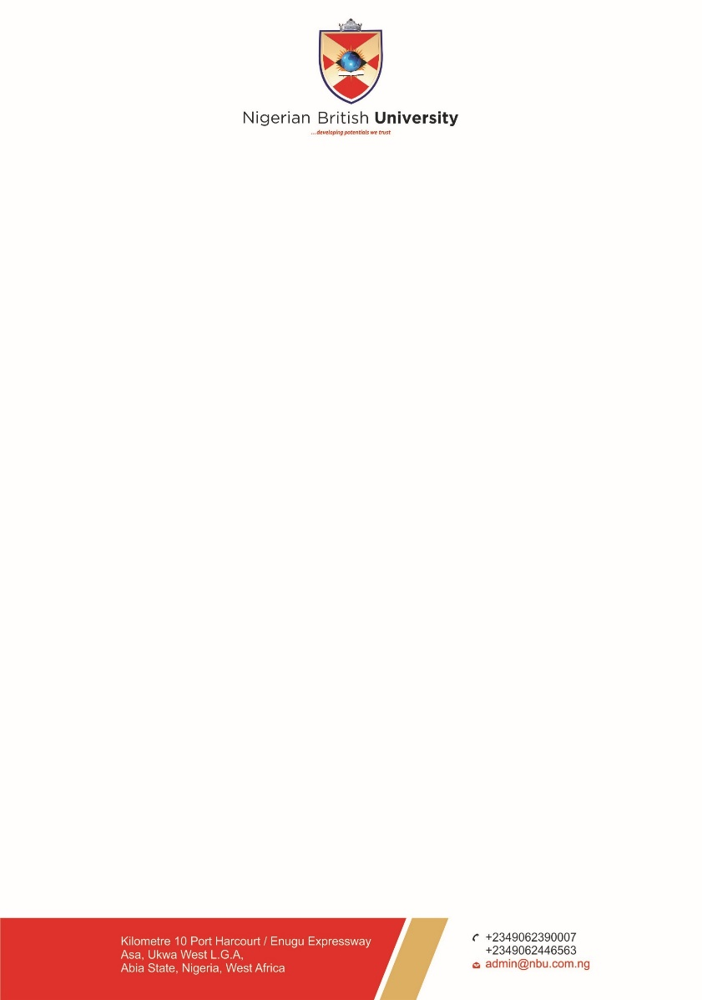 Nigerian British University
...developing potentials we trust
Kilometre 10 Port Harcourt / Enugu Expressway
Asa, Ukwa West L.G.A,
Abia State, Nigeria, West Africa
+2349062390007
+2349062446563
admin@nbu.com.ng